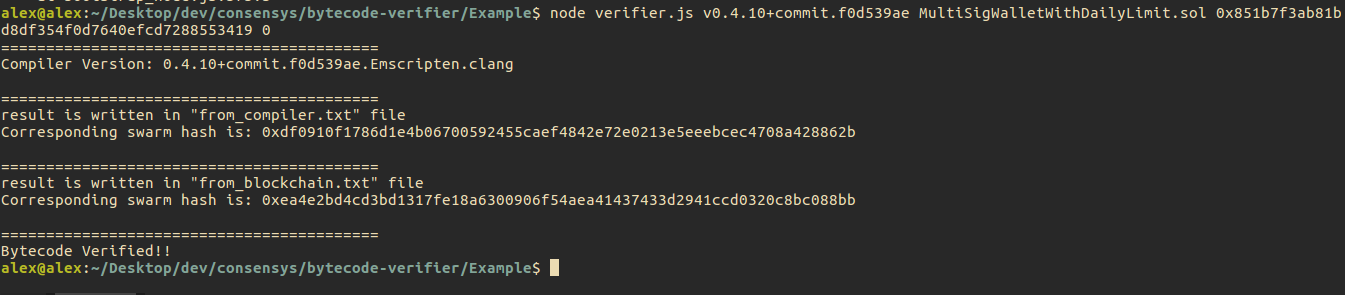 alex@alex:~/Desktop/dev/consensys/bytecode-verifier/Example$ node verifier.js v0.4.10+commit.f0d539ae MultiSigWalletWithDailyLimit.sol 0x851b7f3ab81b
d8df354f0d7640efcd7288553419 0
==========================================
Compiler Version: 0.4.10+commit.f0d539ae.Emscripten.clang
==========================================
result is written in "from_compiler.txt" file
Corresponding swarm hash is: 0xdf0910f1786d1e4b06700592455caef4842e72e0213e5eeebcec4708a428862b
==========================================
result is written in "from_blockchain.txt" file
Corresponding swarm hash is: 0xea4e2bd4cd3bd1317fe18a6300906f54aea41437433d2941ccd0320c8bc088bb
==========================================
Bytecode Verified!!
alex@alex:~/Desktop/dev/consensys/bytecode-verifier/Example$